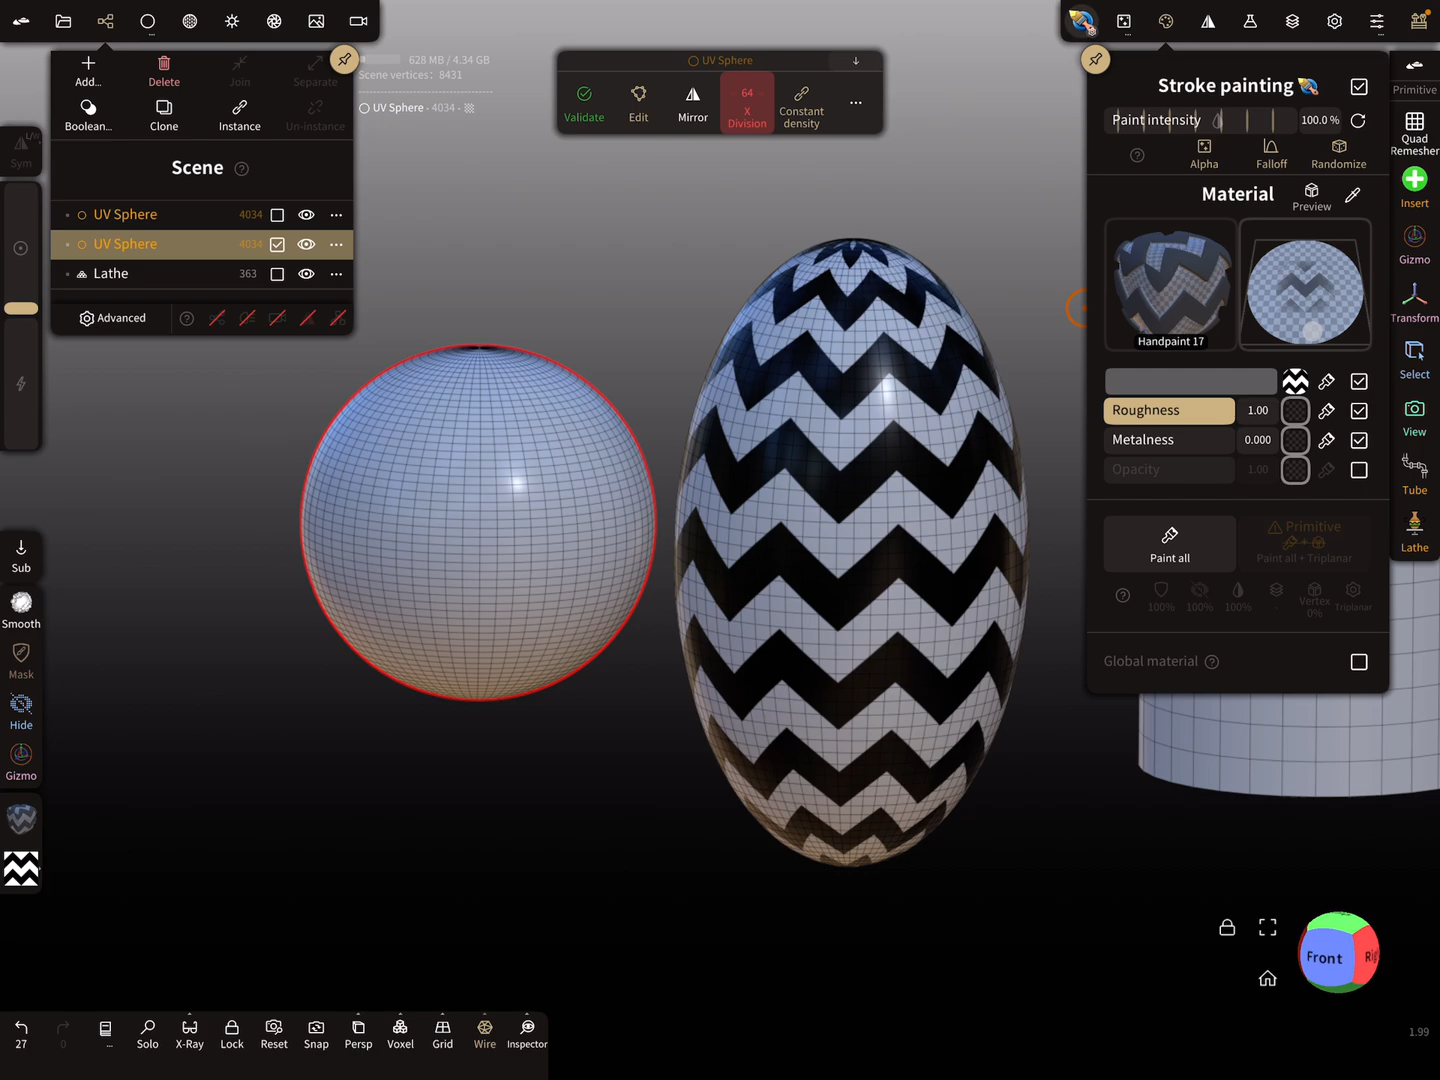 Add...
Delete
Join
Separate
Boolean...
Clone
Instance
Un-instance
Scene
UV Sphere 4034
UV Sphere 4034
Lathe 363
Advanced
628 MB / 4.34 GB
Scene vertices: 8431
UV Sphere - 4034 -
UV Sphere
Validate
Edit
Mirror
64
X
Division
Constant
density
Stroke painting
Paint intensity 100.0 %
Alpha
Falloff
Randomize
Material
Preview
Handpaint 17
Roughness 1.00
Metalness 0.000
Opacity 1.00
Paint all
Primitive
Paint all + Triplanar
100%
100%
100%
-
Vertex
0%
Triplanar
Global material
Primitive
Quad
Remesher
Insert
Gizmo
Transform
Select
View
Tube
Lathe
L/W
Sym
Sub
Smooth
Mask
Hide
Gizmo
Front
Rig
27
0
...
Solo
X-Ray
Lock
Reset
Snap
Persp
Voxel
Grid
Wire
Inspector
1.99